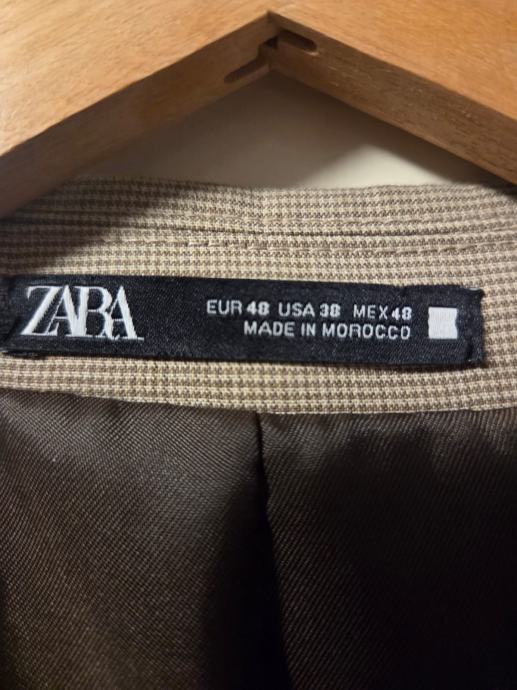 ZARA
EUR 48 USA 38 MEX 48
MADE IN MOROCCO